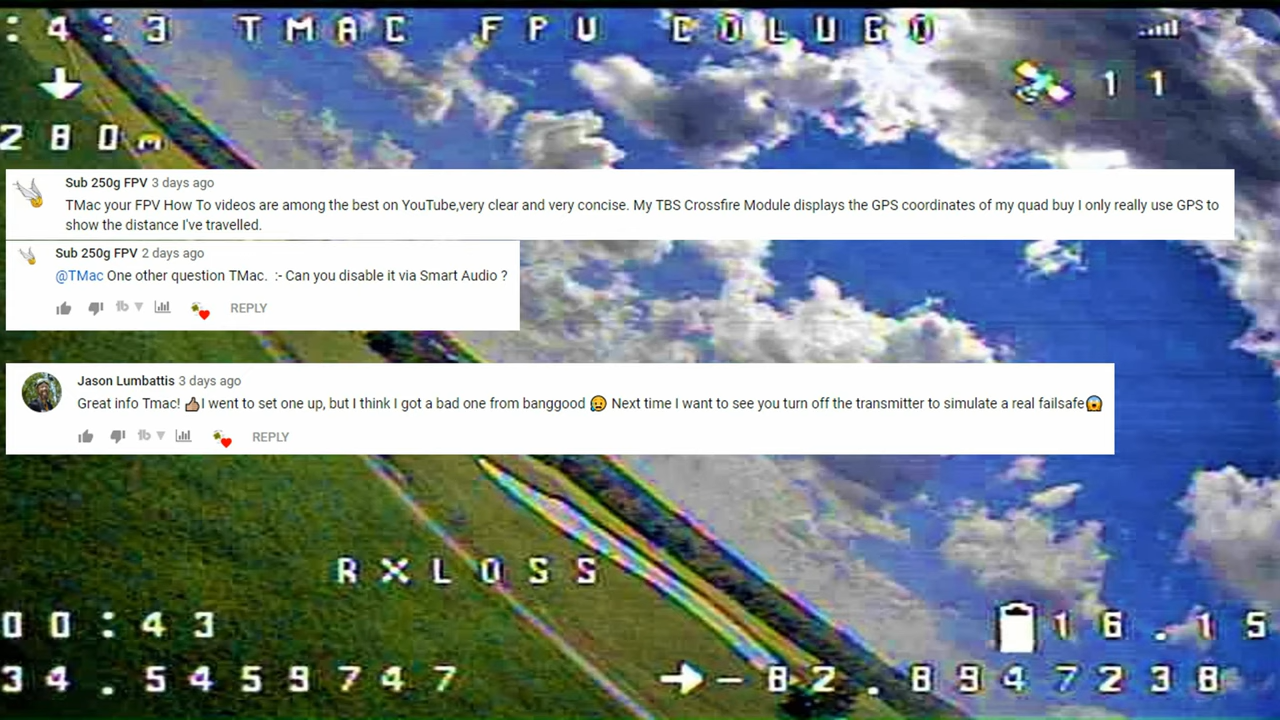 :4:3 TMAC FPU COLUGO
11
280m
Sub 250g FPV 3 days ago
TMac your FPV How To videos are among the best on YouTube,very clear and very concise. My TBS Crossfire Module displays the GPS coordinates of my quad buy I only really use GPS to
show the distance I've travelled.
Sub 250g FPV 2 days ago
@TMac One other question TMac. :- Can you disable it via Smart Audio ?
REPLY
Jason Lumbattis 3 days ago
Great info Tmac! 👍🏽I went to set one up, but I think I got a bad one from banggood 😥 Next time I want to see you turn off the transmitter to simulate a real failsafe😱
REPLY
RXLOSS
00:43 16.15
34.5459747 →-82.8947238